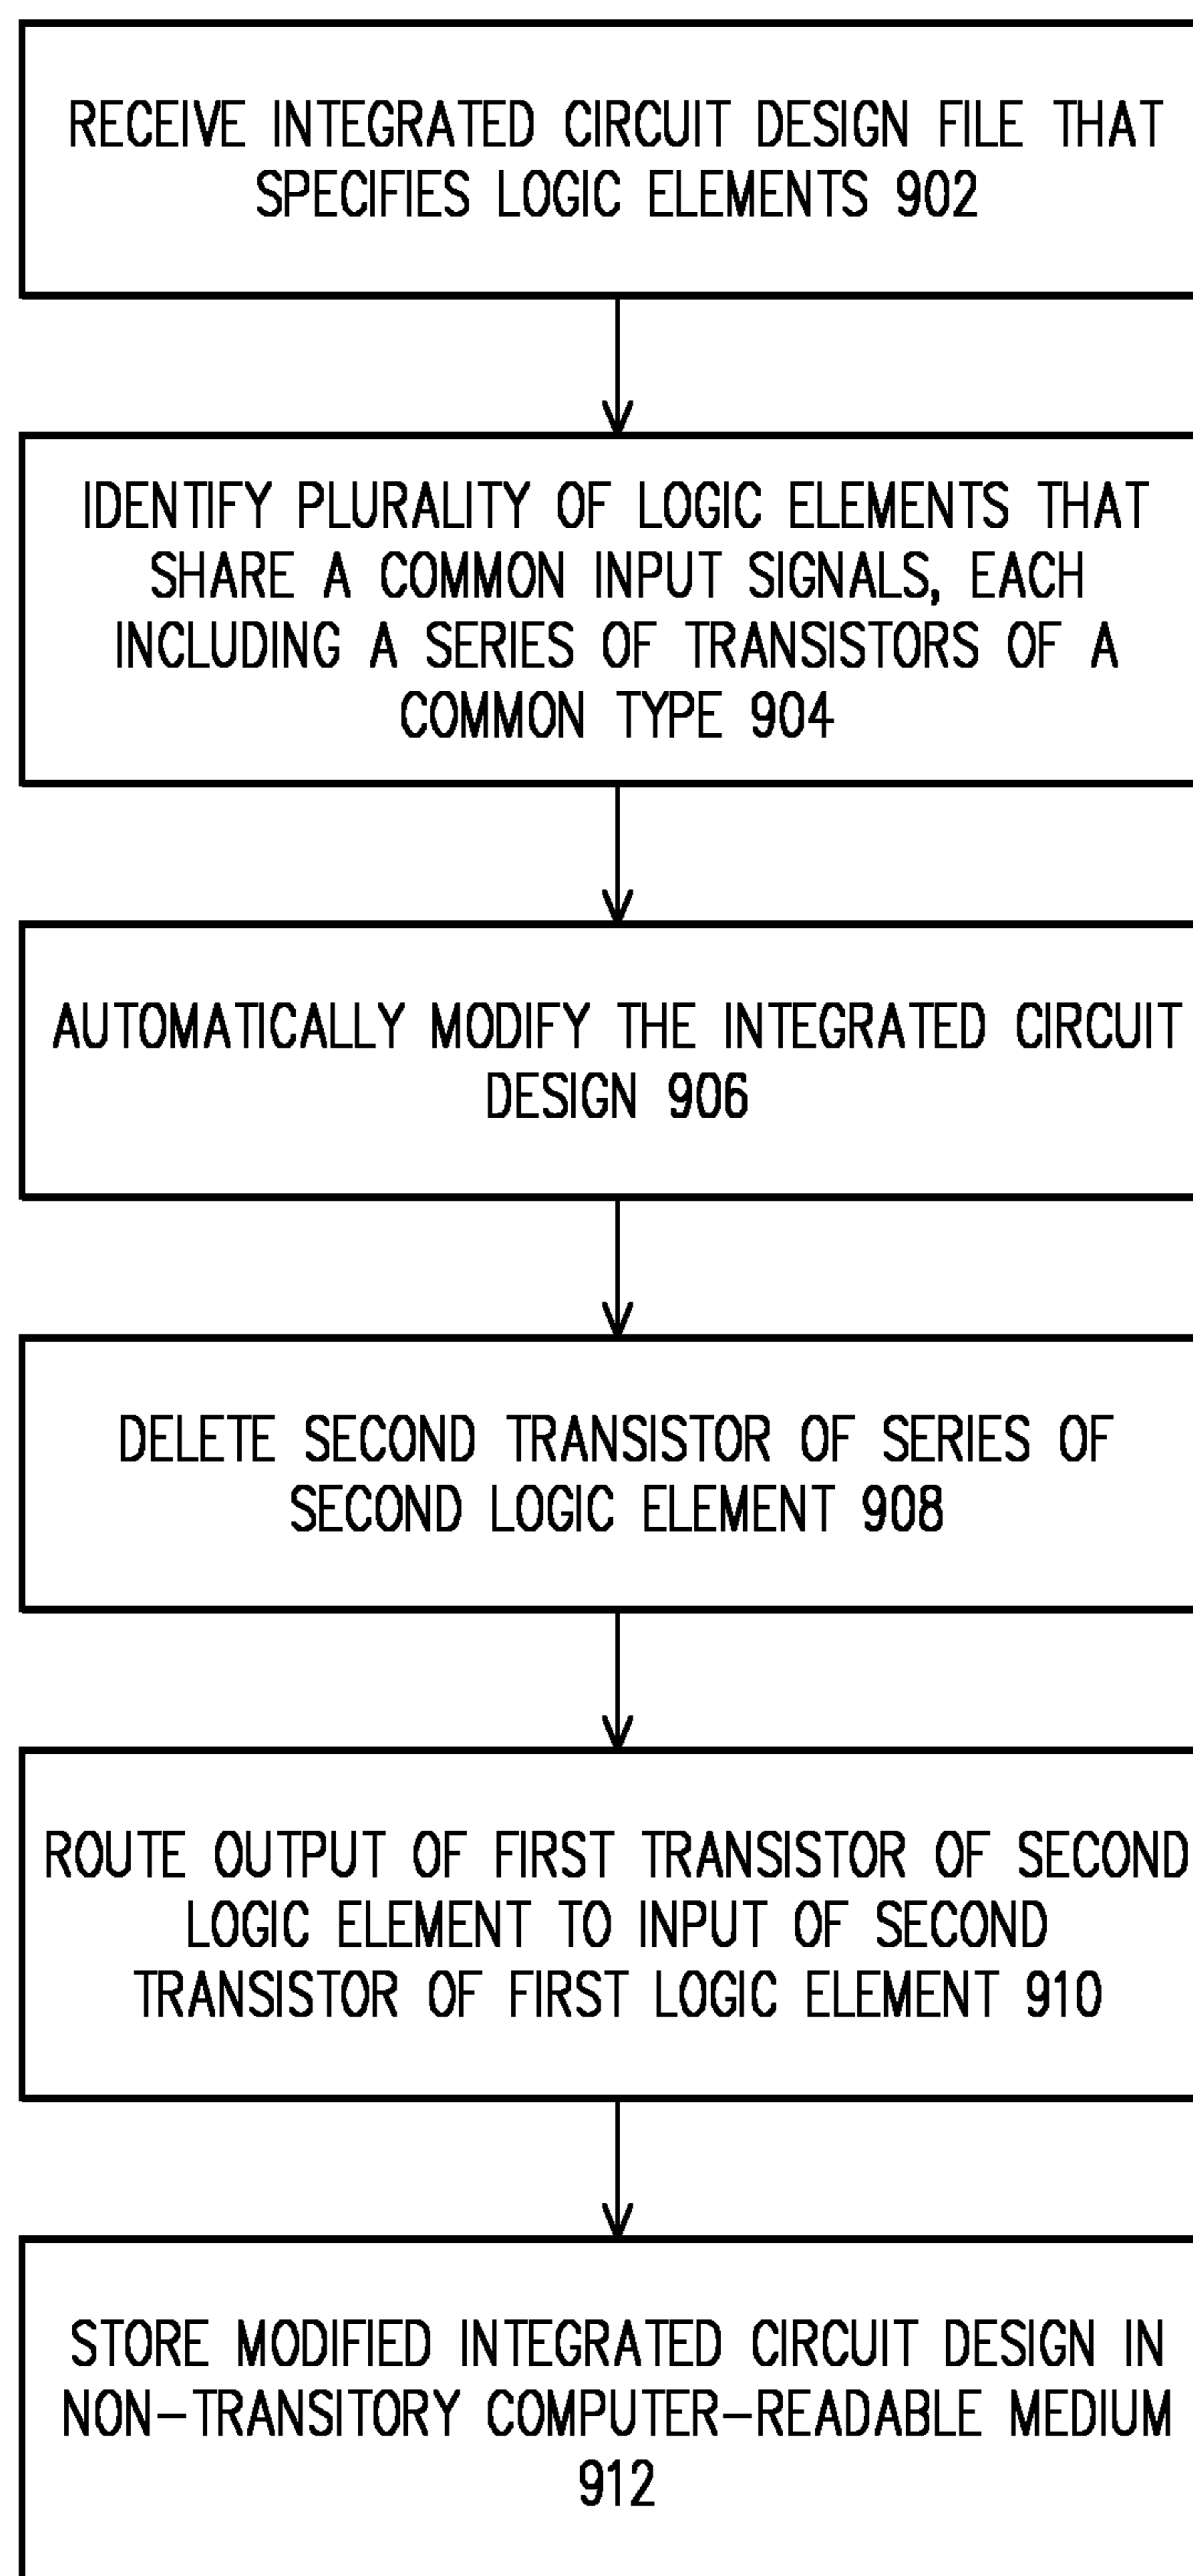 RECEIVE INTEGRATED CIRCUIT DESIGN FILE THAT
SPECIFIES LOGIC ELEMENTS 902
IDENTIFY PLURALITY OF LOGIC ELEMENTS THAT
SHARE A COMMON INPUT SIGNALS, EACH
INCLUDING A SERIES OF TRANSISTORS OF A
COMMON TYPE 904
AUTOMATICALLY MODIFY THE INTEGRATED CIRCUIT
DESIGN 906
DELETE SECOND TRANSISTOR OF SERIES OF
SECOND LOGIC ELEMENT 908
ROUTE OUTPUT OF FIRST TRANSISTOR OF SECOND
LOGIC ELEMENT TO INPUT OF SECOND
TRANSISTOR OF FIRST LOGIC ELEMENT 910
STORE MODIFIED INTEGRATED CIRCUIT DESIGN IN
NON-TRANSITORY COMPUTER-READABLE MEDIUM
912